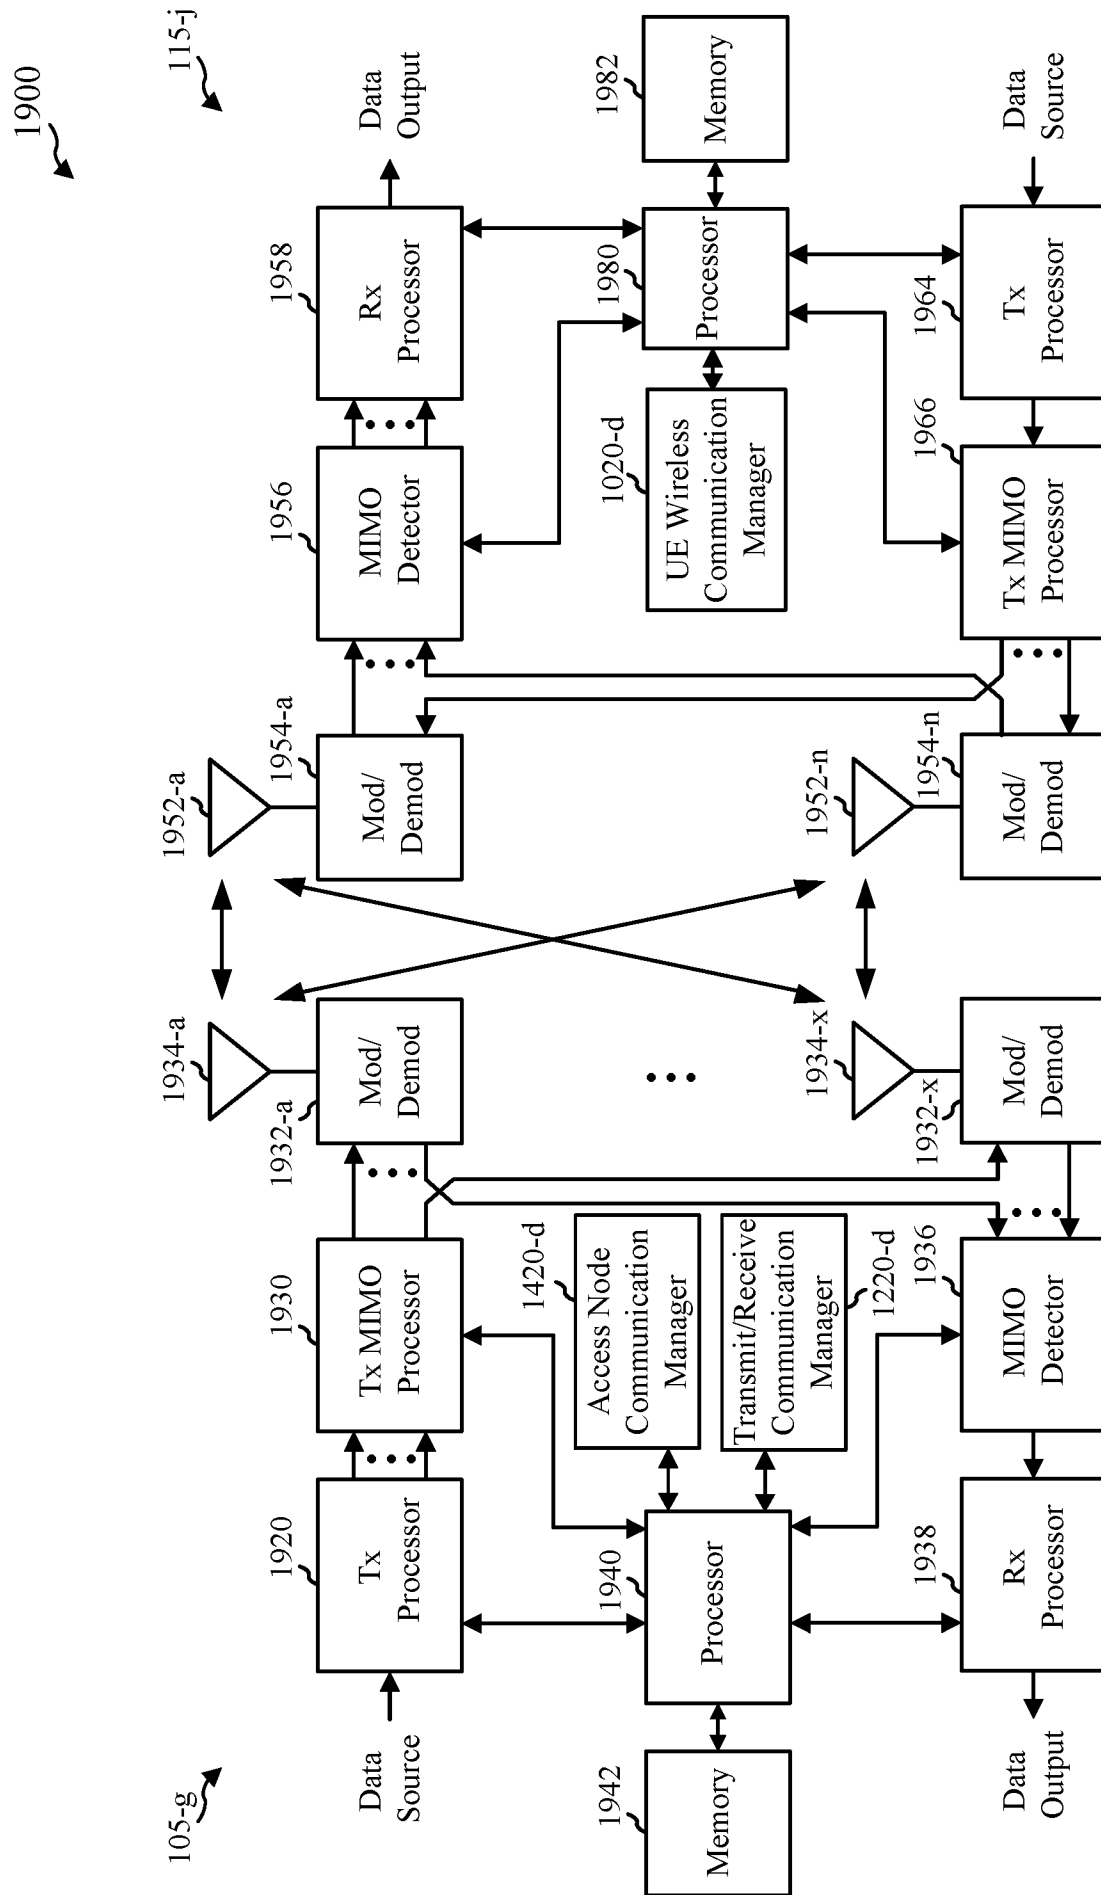 1900
105-g
115-j
1934-a
1952-a
1920
1930
1932-a
1954-a
1956
1958
Data
Source
Tx
Processor
Tx MIMO
Processor
Mod/
Demod
Mod/
Demod
MIMO
Detector
Rx
Processor
Data
Output
1420-d
Access Node
Communication
Manager
1942
Memory
1940
Processor
Transmit/Receive
Communication
Manager
1220-d
1020-d
UE Wireless
Communication
Manager
1980
Processor
1982
Memory
1934-x
1952-n
1938
1936
1932-x
1954-n
1966
1964
Data
Output
Rx
Processor
MIMO
Detector
Mod/
Demod
Mod/
Demod
Tx MIMO
Processor
Tx
Processor
Data
Source